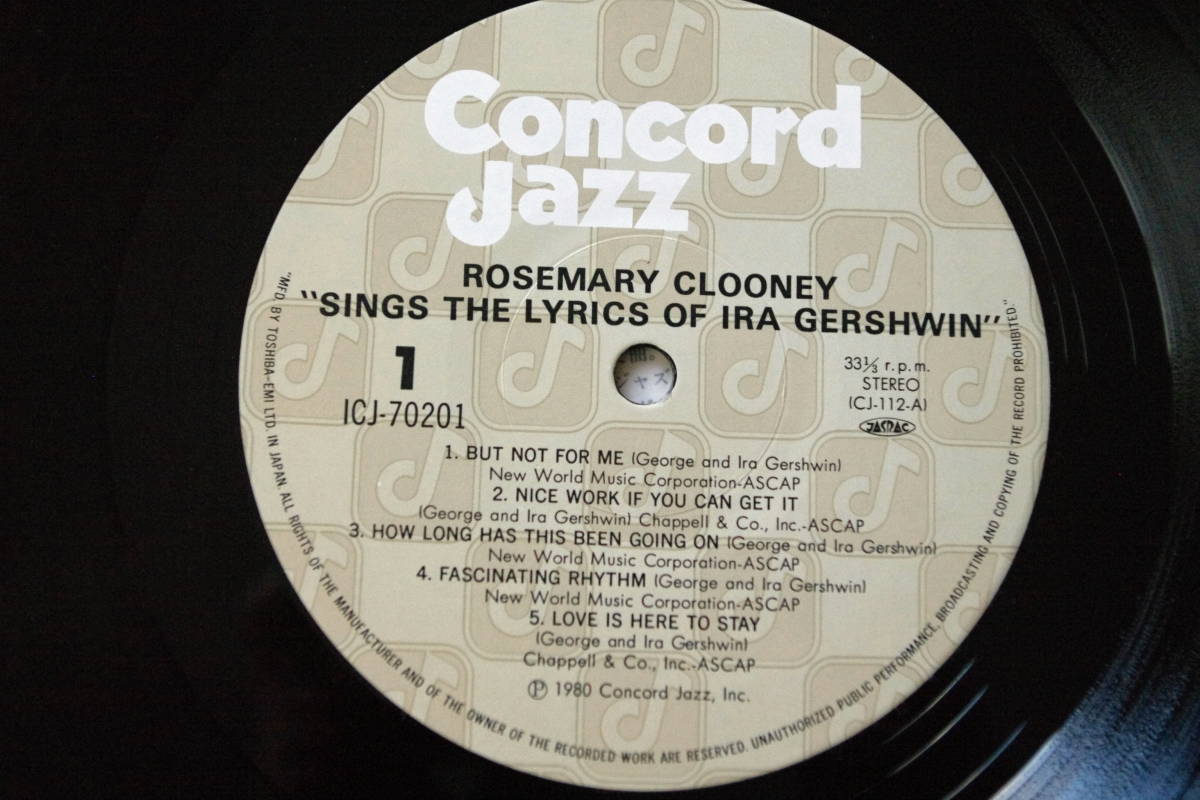 Concord
Jazz
ROSEMARY CLOONEY
"SINGS THE LYRICS OF IRA GERSHWIN"
1
ICJ-70201
33⅓ r.p.m.
STEREO
(CJ-112-A)
JASRAC
ジャズ
1. BUT NOT FOR ME (George and Ira Gershwin)
New World Music Corporation-ASCAP
2. NICE WORK IF YOU CAN GET IT
(George and Ira Gershwin) Chappell & Co., Inc.-ASCAP
3. HOW LONG HAS THIS BEEN GOING ON (George and Ira Gershwin)
New World Music Corporation-ASCAP
4. FASCINATING RHYTHM (George and Ira Gershwin)
New World Music Corporation-ASCAP
5. LOVE IS HERE TO STAY
(George and Ira Gershwin)
Chappell & Co., Inc.-ASCAP
Ⓟ 1980 Concord Jazz, Inc.
"MFD BY TOSHIBA-EMI LTD. IN JAPAN. ALL RIGHTS OF THE MANUFACTURER AND OF THE OWNER OF THE RECORDED WORK ARE RESERVED. UNAUTHORIZED PUBLIC PERFORMANCE, BROADCASTING AND COPYING OF THE RECORD PROHIBITED."